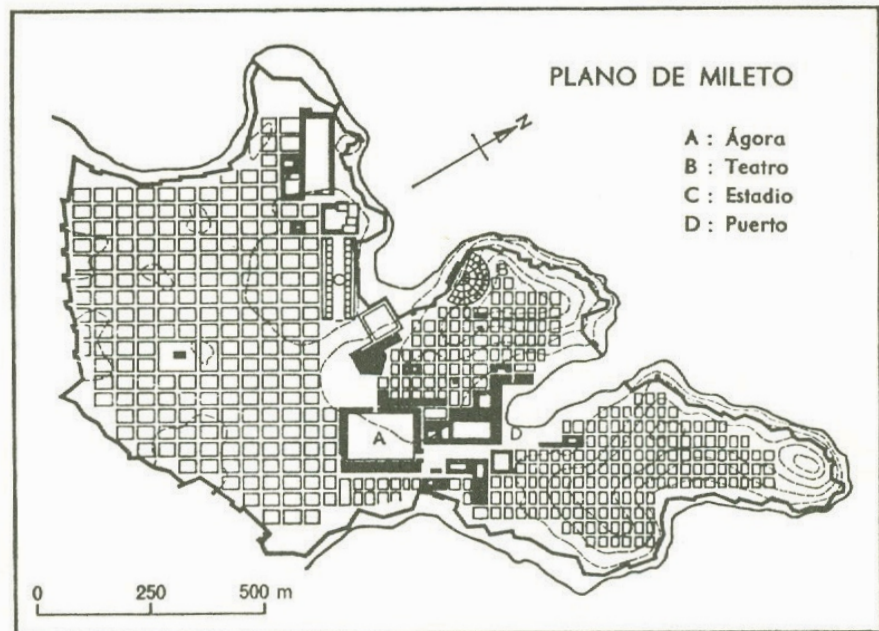 PLANO DE MILETO
N
A : Ágora
B : Teatro
C : Estadio
D : Puerto
B
C
A
D
0 250 500 m